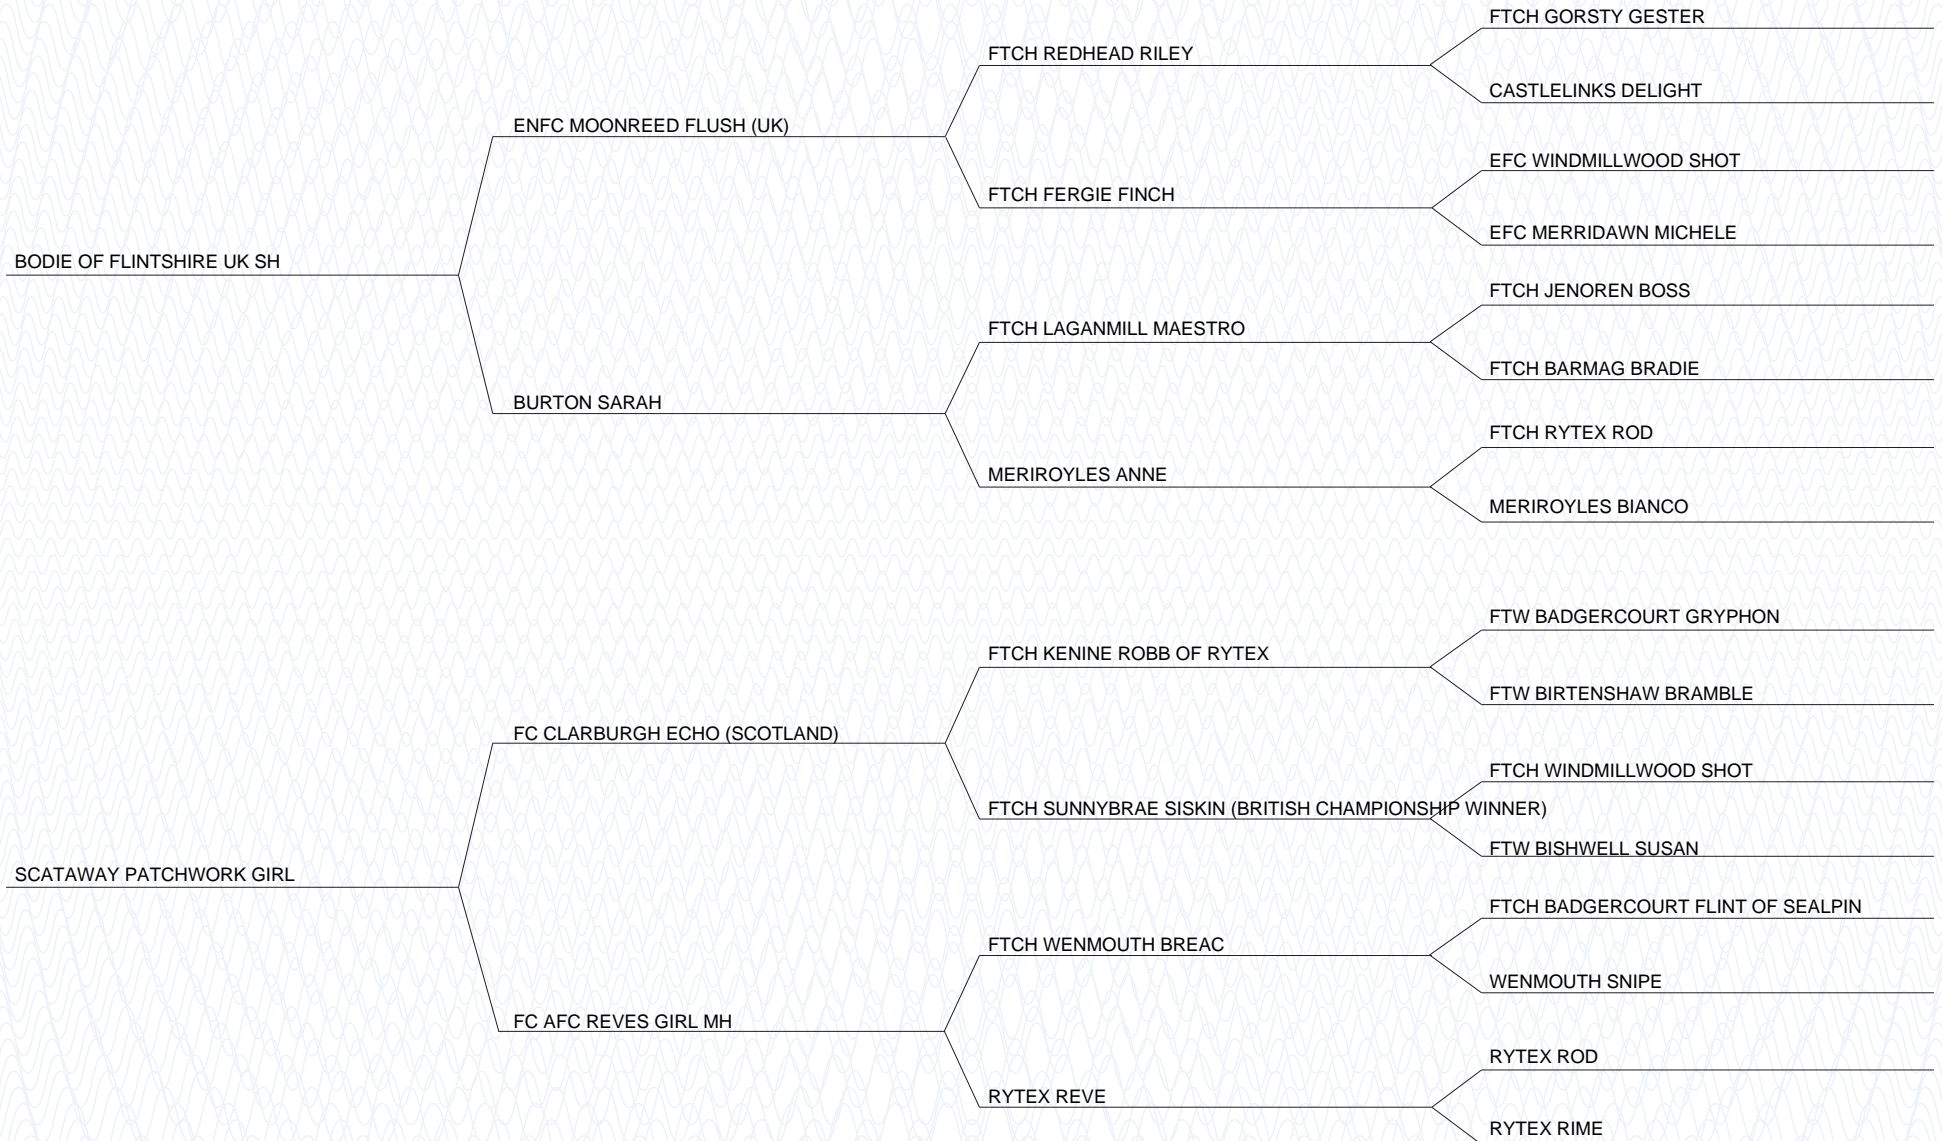 FTCH GORSTY GESTER
FTCH REDHEAD RILEY
CASTLELINKS DELIGHT
ENFC MOONREED FLUSH (UK)
EFC WINDMILLWOOD SHOT
FTCH FERGIE FINCH
EFC MERRIDAWN MICHELE
BODIE OF FLINTSHIRE UK SH
FTCH JENOREN BOSS
FTCH LAGANMILL MAESTRO
FTCH BARMAG BRADIE
BURTON SARAH
FTCH RYTEX ROD
MERIROYLES ANNE
MERIROYLES BIANCO
FTW BADGERCOURT GRYPHON
FTCH KENINE ROBB OF RYTEX
FTW BIRTENSHAW BRAMBLE
FC CLARBURGH ECHO (SCOTLAND)
FTCH WINDMILLWOOD SHOT
FTCH SUNNYBRAE SISKIN (BRITISH CHAMPIONSHIP WINNER)
FTW BISHWELL SUSAN
SCATAWAY PATCHWORK GIRL
FTCH BADGERCOURT FLINT OF SEALPIN
FTCH WENMOUTH BREAC
WENMOUTH SNIPE
FC AFC REVES GIRL MH
RYTEX ROD
RYTEX REVE
RYTEX RIME